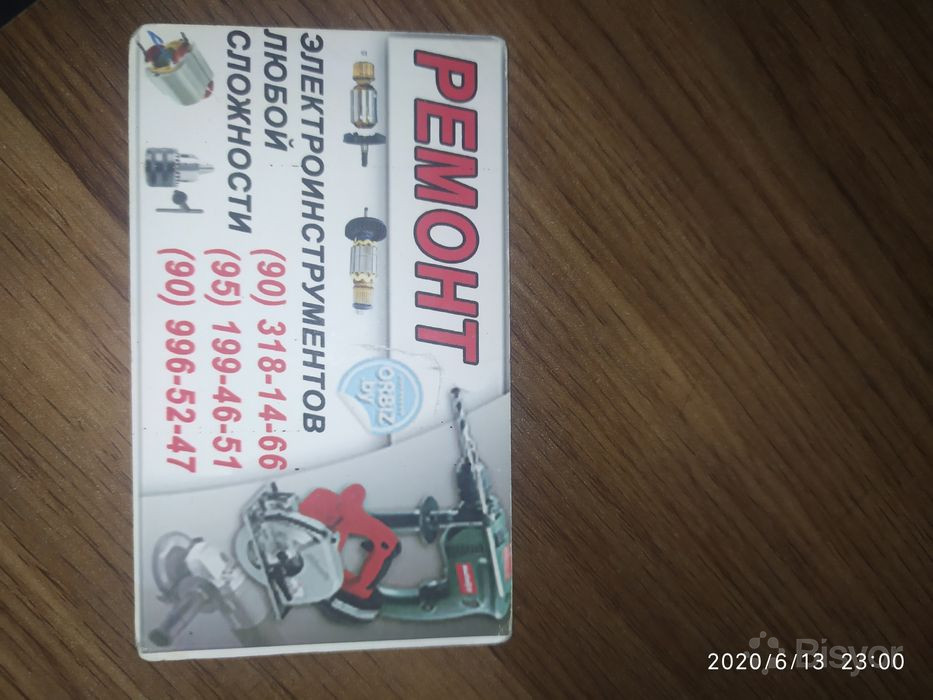 РЕМОНТ
ЭЛЕКТРОИНСТРУМЕНТОВ
ЛЮБОЙ
СЛОЖНОСТИ
(90) 318-14-66
(95) 199-46-51
(90) 996-52-47
ORBIZ
by
Bisyor
2020/6/13 23:00